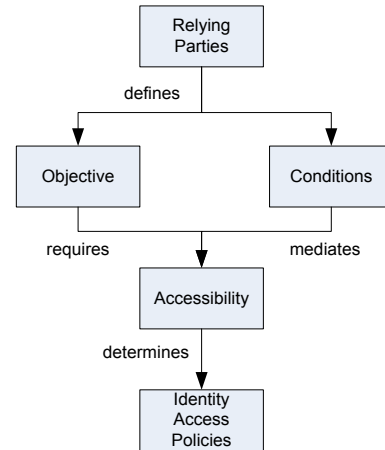 Relying
Parties
defines
Objective
Conditions
requires
mediates
Accessibility
determines
Identity
Access
Policies